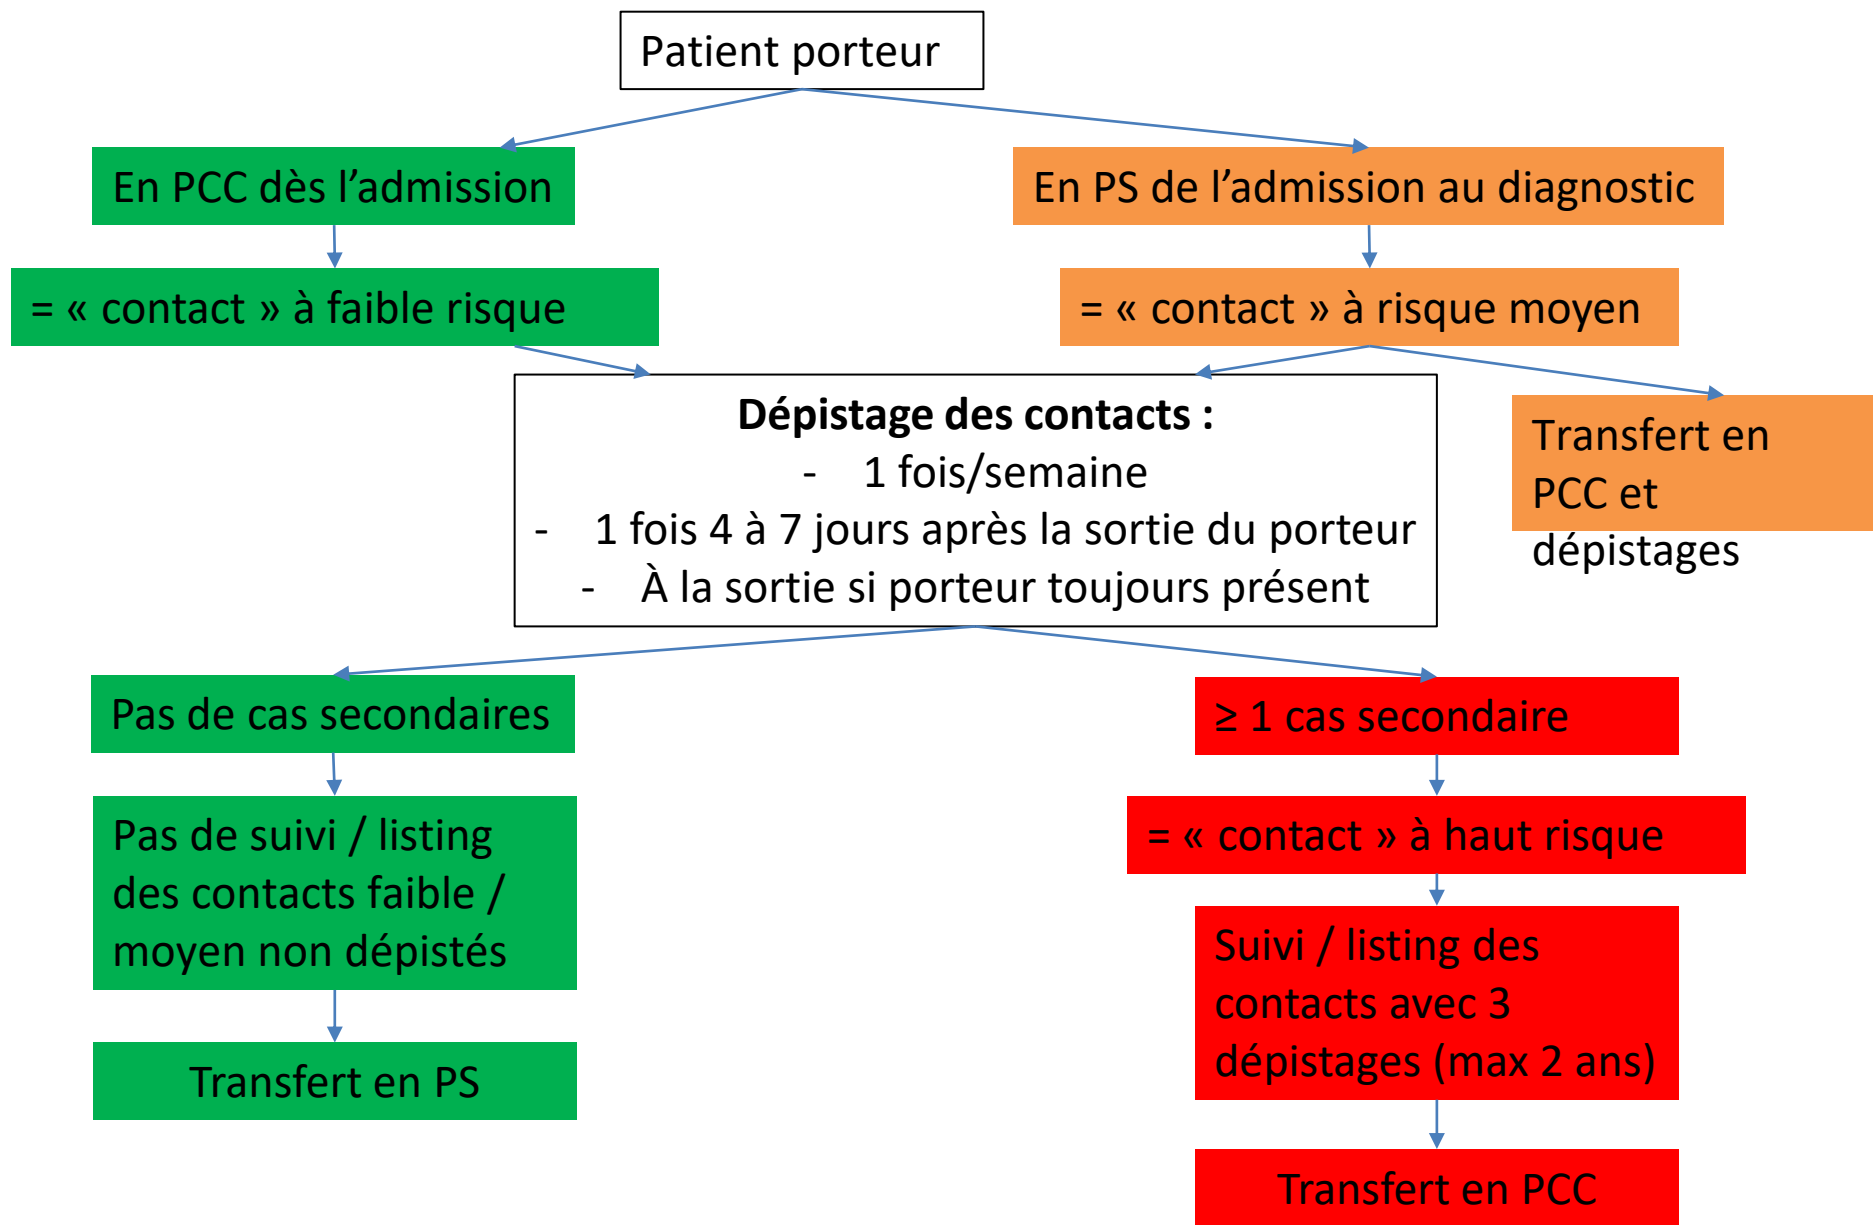 Patient porteur
En PCC dès l’admission
En PS de l’admission au diagnostic
= « contact » à faible risque
= « contact » à risque moyen
Dépistage des contacts :
- 1 fois/semaine
- 1 fois 4 à 7 jours après la sortie du porteur
- À la sortie si porteur toujours présent
Transfert en
PCC et
dépistages
Pas de cas secondaires
≥ 1 cas secondaire
Pas de suivi / listing
des contacts faible /
moyen non dépistés
= « contact » à haut risque
Suivi / listing des
contacts avec 3
dépistages (max 2 ans)
Transfert en PS
Transfert en PCC